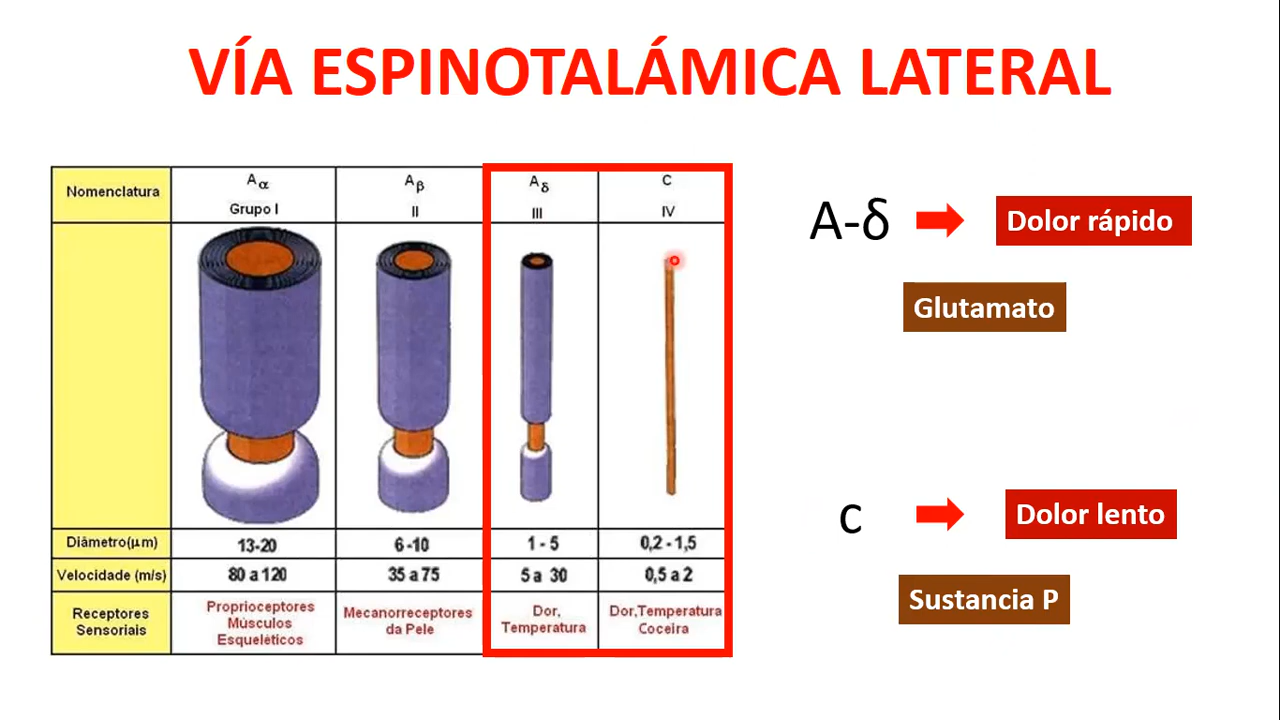 VÍA ESPINOTALÁMICA LATERAL
Nomenclatura
Aα
Grupo I
Aβ
II
Aδ
III
C
IV
Diâmetro(μm)
13-20
6 -10
1 - 5
0,2 - 1,5
Velocidade (m/s)
80 a 120
35 a 75
5 a 30
0,5 a 2
Receptores
Sensoriais
Proprioceptores
Músculos
Esqueléticos
Mecanorreceptores
da Pele
Dor,
Temperatura
Dor,Temperatura
Coceira
A-δ
Dolor rápido
Glutamato
c
Dolor lento
Sustancia P